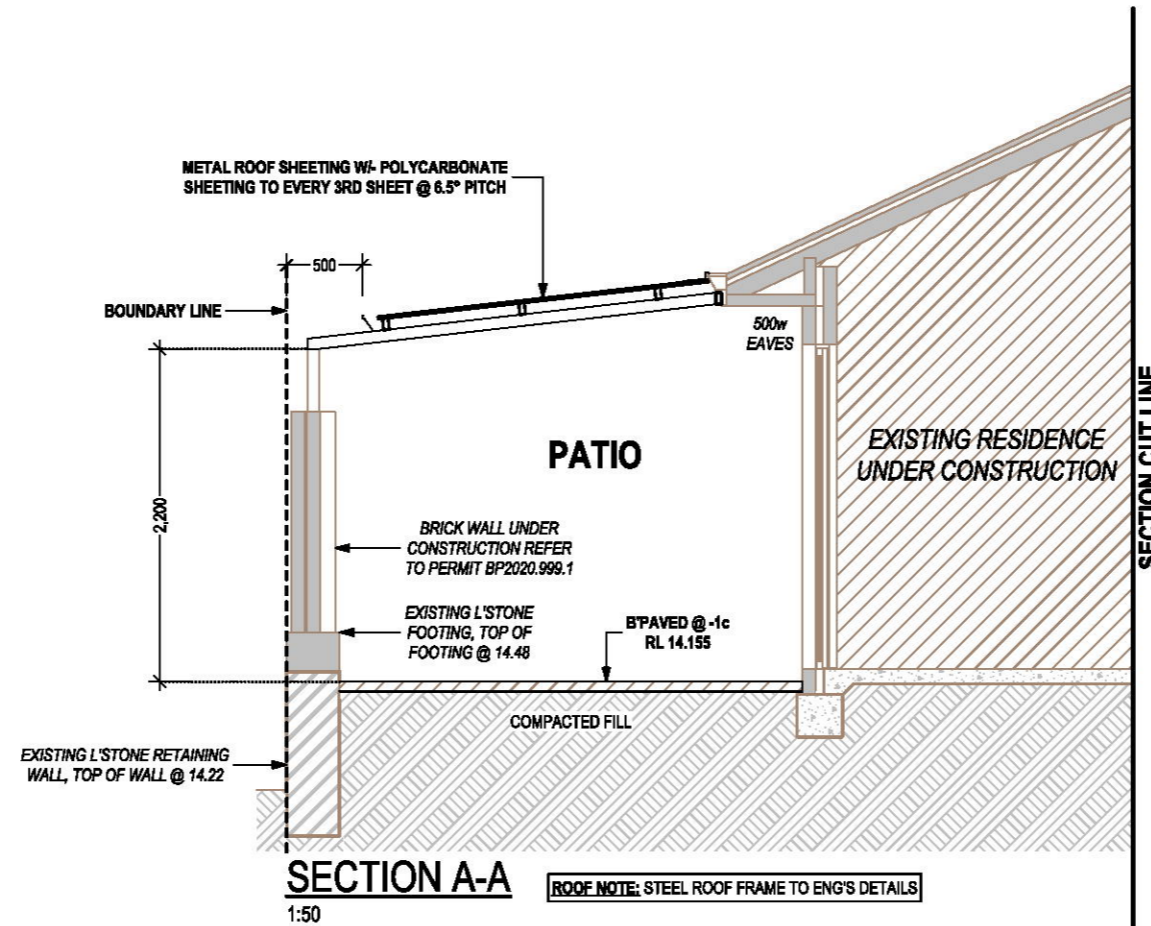 METAL ROOF SHEETING W/- POLYCARBONATE
SHEETING TO EVERY 3RD SHEET @ 6.5° PITCH
500
BOUNDARY LINE
500w
EAVES
2,200
PATIO
EXISTING RESIDENCE
UNDER CONSTRUCTION
SECTION CUT LINE
BRICK WALL UNDER
CONSTRUCTION REFER
TO PERMIT BP2020.999.1
EXISTING L'STONE
FOOTING, TOP OF
FOOTING @ 14.48
B'PAVED @ -1c
RL 14.155
COMPACTED FILL
EXISTING L'STONE RETAINING
WALL, TOP OF WALL @ 14.22
SECTION A-A
1:50
ROOF NOTE: STEEL ROOF FRAME TO ENG'S DETAILS